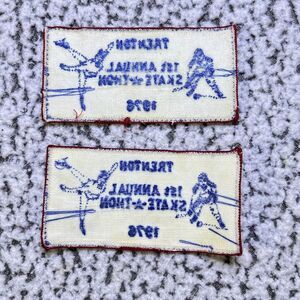 TRENTON
1St ANNUAL
SKATE☆THON
1976
TRENTON
1St ANNUAL
SKATE☆THON
1976